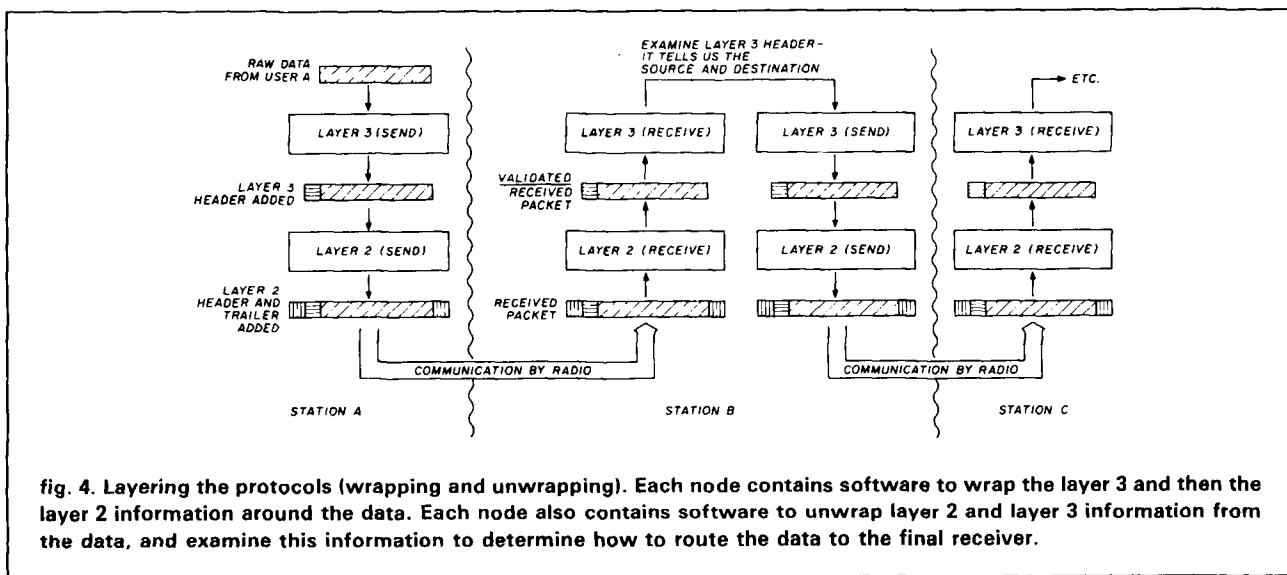 RAW DATA
FROM USER A
LAYER 3 (SEND)
LAYER 3
HEADER ADDED
LAYER 2 (SEND)
LAYER 2
HEADER AND
TRAILER
ADDED
COMMUNICATION BY RADIO
STATION A
EXAMINE LAYER 3 HEADER-
IT TELLS US THE
SOURCE AND DESTINATION
LAYER 3 (RECEIVE)
LAYER 3 (SEND)
VALIDATED
RECEIVED
PACKET
LAYER 2 (RECEIVE)
LAYER 2 (SEND)
RECEIVED
PACKET
COMMUNICATION BY RADIO
STATION B
ETC.
LAYER 3 (RECEIVE)
LAYER 2 (RECEIVE)
STATION C
fig. 4. Layering the protocols (wrapping and unwrapping). Each node contains software to wrap the layer 3 and then the
layer 2 information around the data. Each node also contains software to unwrap layer 2 and layer 3 information from
the data, and examine this information to determine how to route the data to the final receiver.